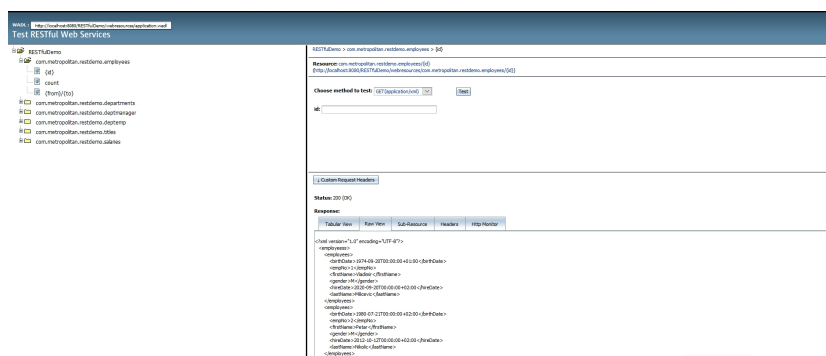 WADL : http://localhost:8080/RESTfulDemo/webresources/application.wadl
Test RESTful Web Services
RESTfulDemo
com.metropolitan.restdemo.employees
{id}
count
{from}/{to}
com.metropolitan.restdemo.departments
com.metropolitan.restdemo.deptmanager
com.metropolitan.restdemo.deptemp
com.metropolitan.restdemo.titles
com.metropolitan.restdemo.salaries
RESTfulDemo > com.metropolitan.restdemo.employees > {id}
Resource: com.metropolitan.restdemo.employees/{id}
(http://localhost:8080/RESTfulDemo/webresources/com.metropolitan.restdemo.employees/{id})
Choose method to test: GET(application/xml) Test
id:
↓ Custom Request Headers
Status: 200 (OK)
Response:
Tabular View Raw View Sub-Resource Headers Http Monitor
<?xml version="1.0" encoding="UTF-8"?>
<employeess>
<employees>
<birthDate>1974-09-20T00:00:00+01:00</birthDate>
<empNo>1</empNo>
<firstName>Vladimir</firstName>
<gender>M</gender>
<hireDate>2020-09-20T00:00:00+02:00</hireDate>
<lastName>Milicevic</lastName>
</employees>
<employees>
<birthDate>1980-07-21T00:00:00+02:00</birthDate>
<empNo>2</empNo>
<firstName>Petar</firstName>
<gender>M</gender>
<hireDate>2012-10-12T00:00:00+02:00</hireDate>
<lastName>Nikolic</lastName>
</employees>